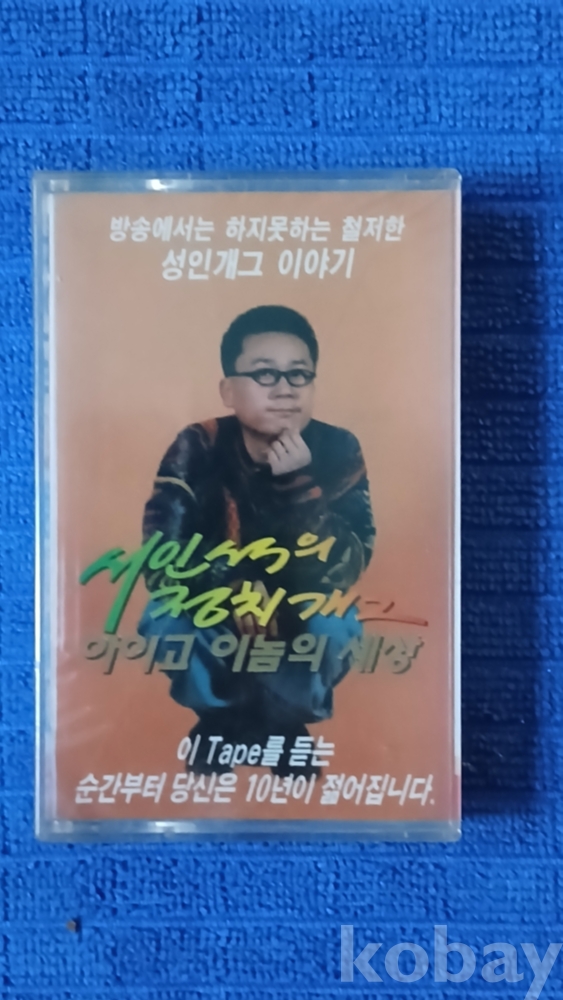 방송에서는 하지못하는 철저한
성인개그 이야기
서인석의
정치개그
아이고 이놈의 세상
이 Tape를 듣는
순간부터 당신은 10년이 젊어집니다.
kobay